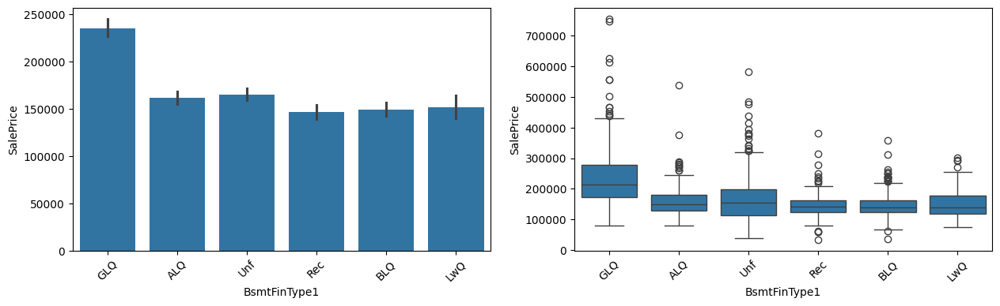 250000
200000
150000
100000
50000
0
SalePrice
GLQ
ALQ
Unf
Rec
BLQ
LwQ
BsmtFinType1
700000
600000
500000
400000
300000
200000
100000
0
SalePrice
GLQ
ALQ
Unf
Rec
BLQ
LwQ
BsmtFinType1